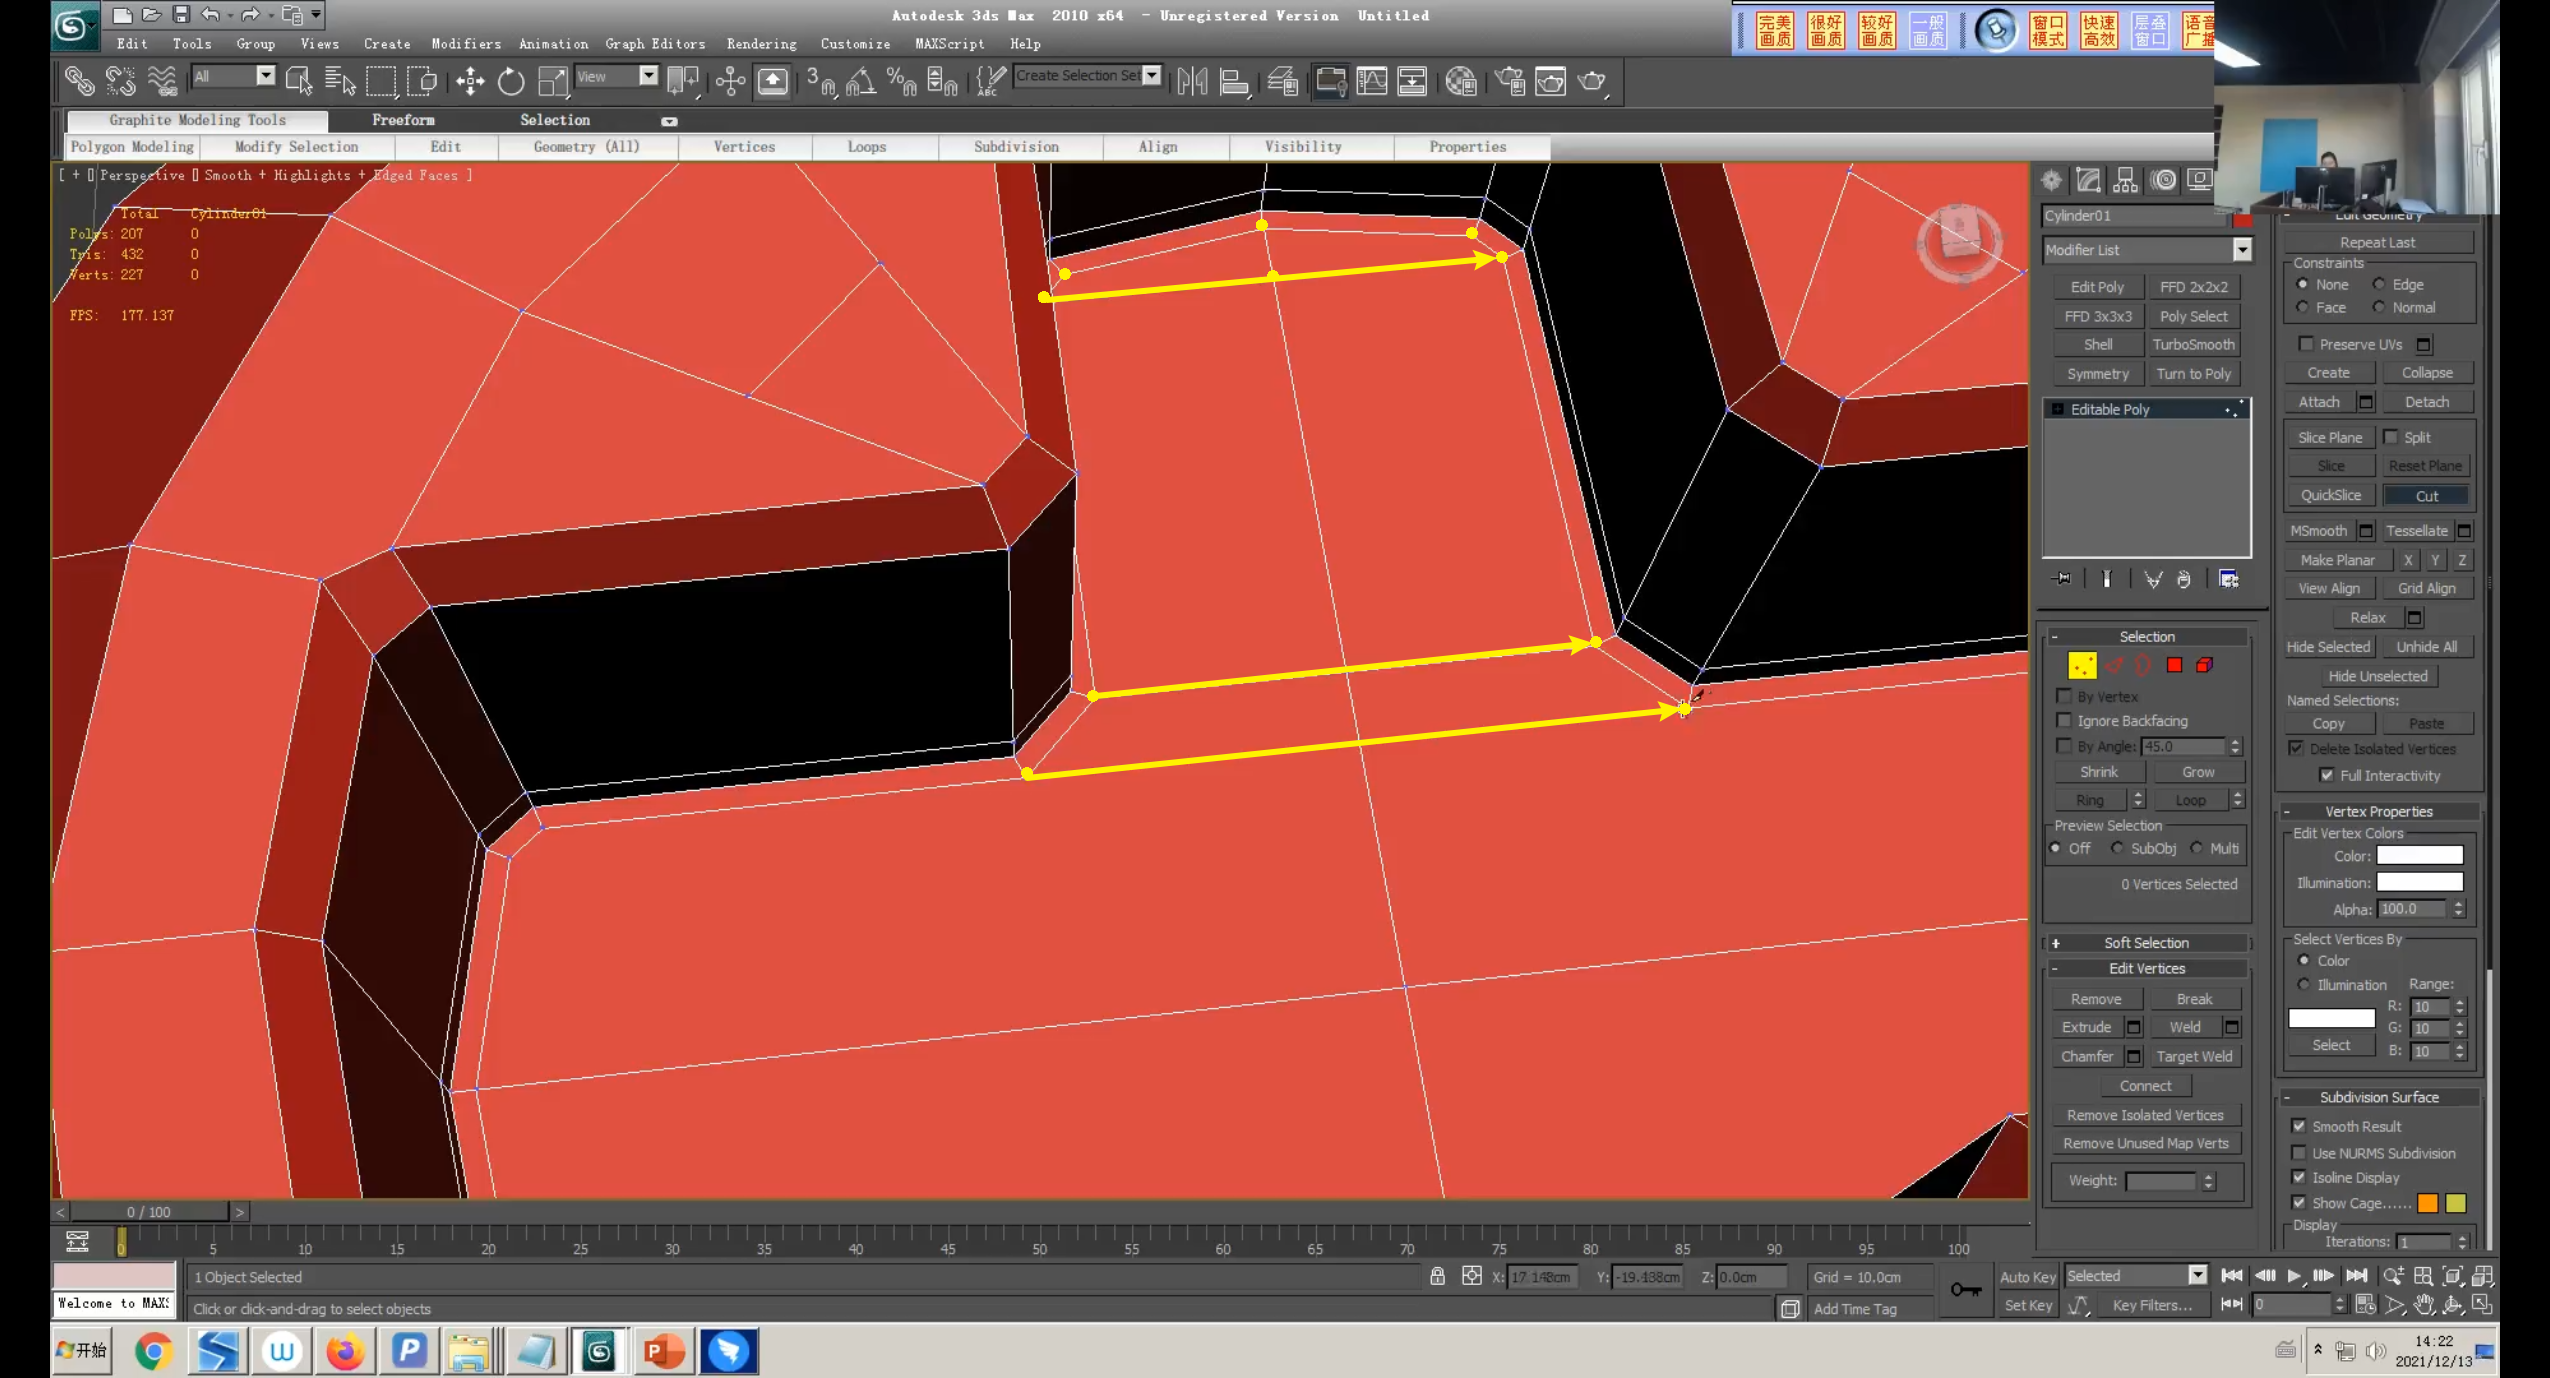 Autodesk 3ds Max 2010 x64 - Unregistered Version Untitled
完美画质 很好画质 较好画质 一般画质 窗口模式 快速高效 层叠窗口 语音广播
Edit Tools Group Views Create Modifiers Animation Graph Editors Rendering Customize MAXScript Help
All View Create Selection Set
Graphite Modeling Tools Freeform Selection
Polygon Modeling Modify Selection Edit Geometry (All) Vertices Loops Subdivision Align Visibility Properties
[ + [] Perspective [] Smooth + Highlights + Edged Faces ]
Total Cylinder01
Polys: 207 0
Tris: 432 0
Verts: 227 0
FPS: 177.137
Cylinder01
Modifier List
Edit Poly FFD 2x2x2
FFD 3x3x3 Poly Select
Shell TurboSmooth
Symmetry Turn to Poly
Editable Poly
- Selection
By Vertex
Ignore Backfacing
By Angle: 45.0
Shrink Grow
Ring Loop
Preview Selection
Off SubObj Multi
0 Vertices Selected
+ Soft Selection
- Edit Vertices
Remove Break
Extrude Weld
Chamfer Target Weld
Connect
Remove Isolated Vertices
Remove Unused Map Verts
Weight:
Edit Geometry
Repeat Last
Constraints
None Edge
Face Normal
Preserve UVs
Create Collapse
Attach Detach
Slice Plane Split
Slice Reset Plane
QuickSlice Cut
MSmooth Tessellate
Make Planar X Y Z
View Align Grid Align
Relax
Hide Selected Unhide All
Hide Unselected
Named Selections:
Copy Paste
Delete Isolated Vertices
Full Interactivity
- Vertex Properties
Edit Vertex Colors
Color:
Illumination:
Alpha: 100.0
Select Vertices By
Color
Illumination Range:
R: 10
G: 10
Select B: 10
- Subdivision Surface
Smooth Result
Use NURMS Subdivision
Isoline Display
Show Cage......
Display
Iterations: 1
< 0 / 100 >
0 5 10 15 20 25 30 35 40 45 50 55 60 65 70 75 80 85 90 95 100
1 Object Selected X: 17.148cm Y: -19.438cm Z: 0.0cm Grid = 10.0cm Auto Key Selected
Welcome to MAXS Click or click-and-drag to select objects Add Time Tag Set Key Key Filters... 0
开始
14:22
2021/12/13